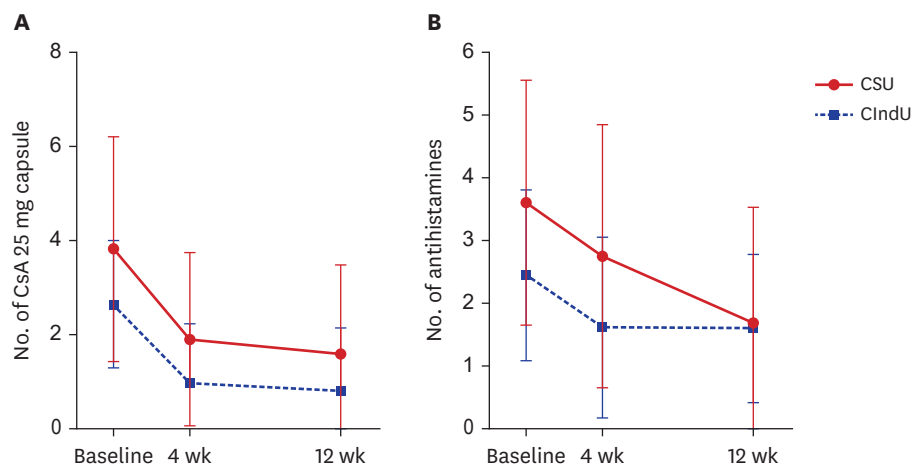 A
No. of CsA 25 mg capsule
8
6
4
2
0
Baseline 4 wk 12 wk
B
No. of antihistamines
6
5
4
3
2
1
0
Baseline 4 wk 12 wk
CSU
CIndU